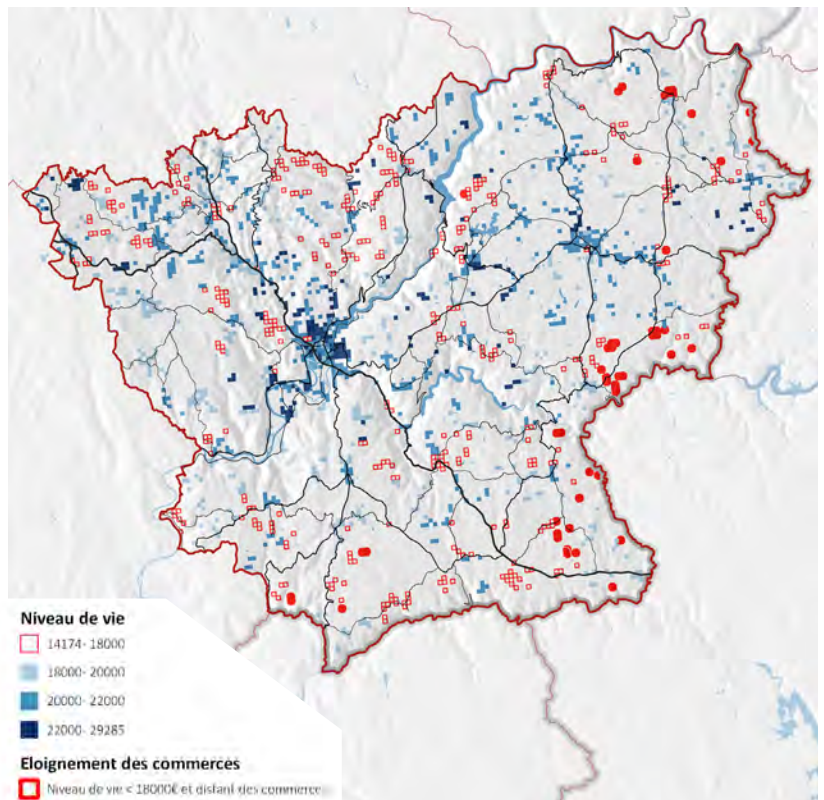 Niveau de vie
14174- 18000
18000- 20000
20000- 22000
22000- 29285
Eloignement des commerces
Niveau de vie < 18000€ et distant des commerce